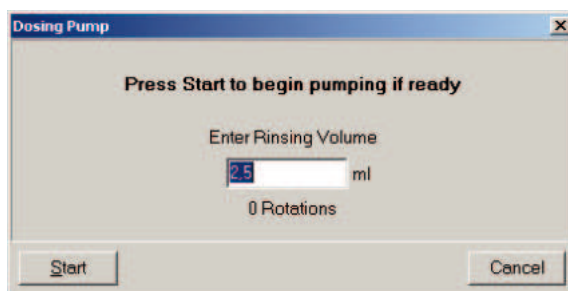 Dosing Pump
Press Start to begin pumping if ready
Enter Rinsing Volume
2,5 ml
0 Rotations
Start Cancel